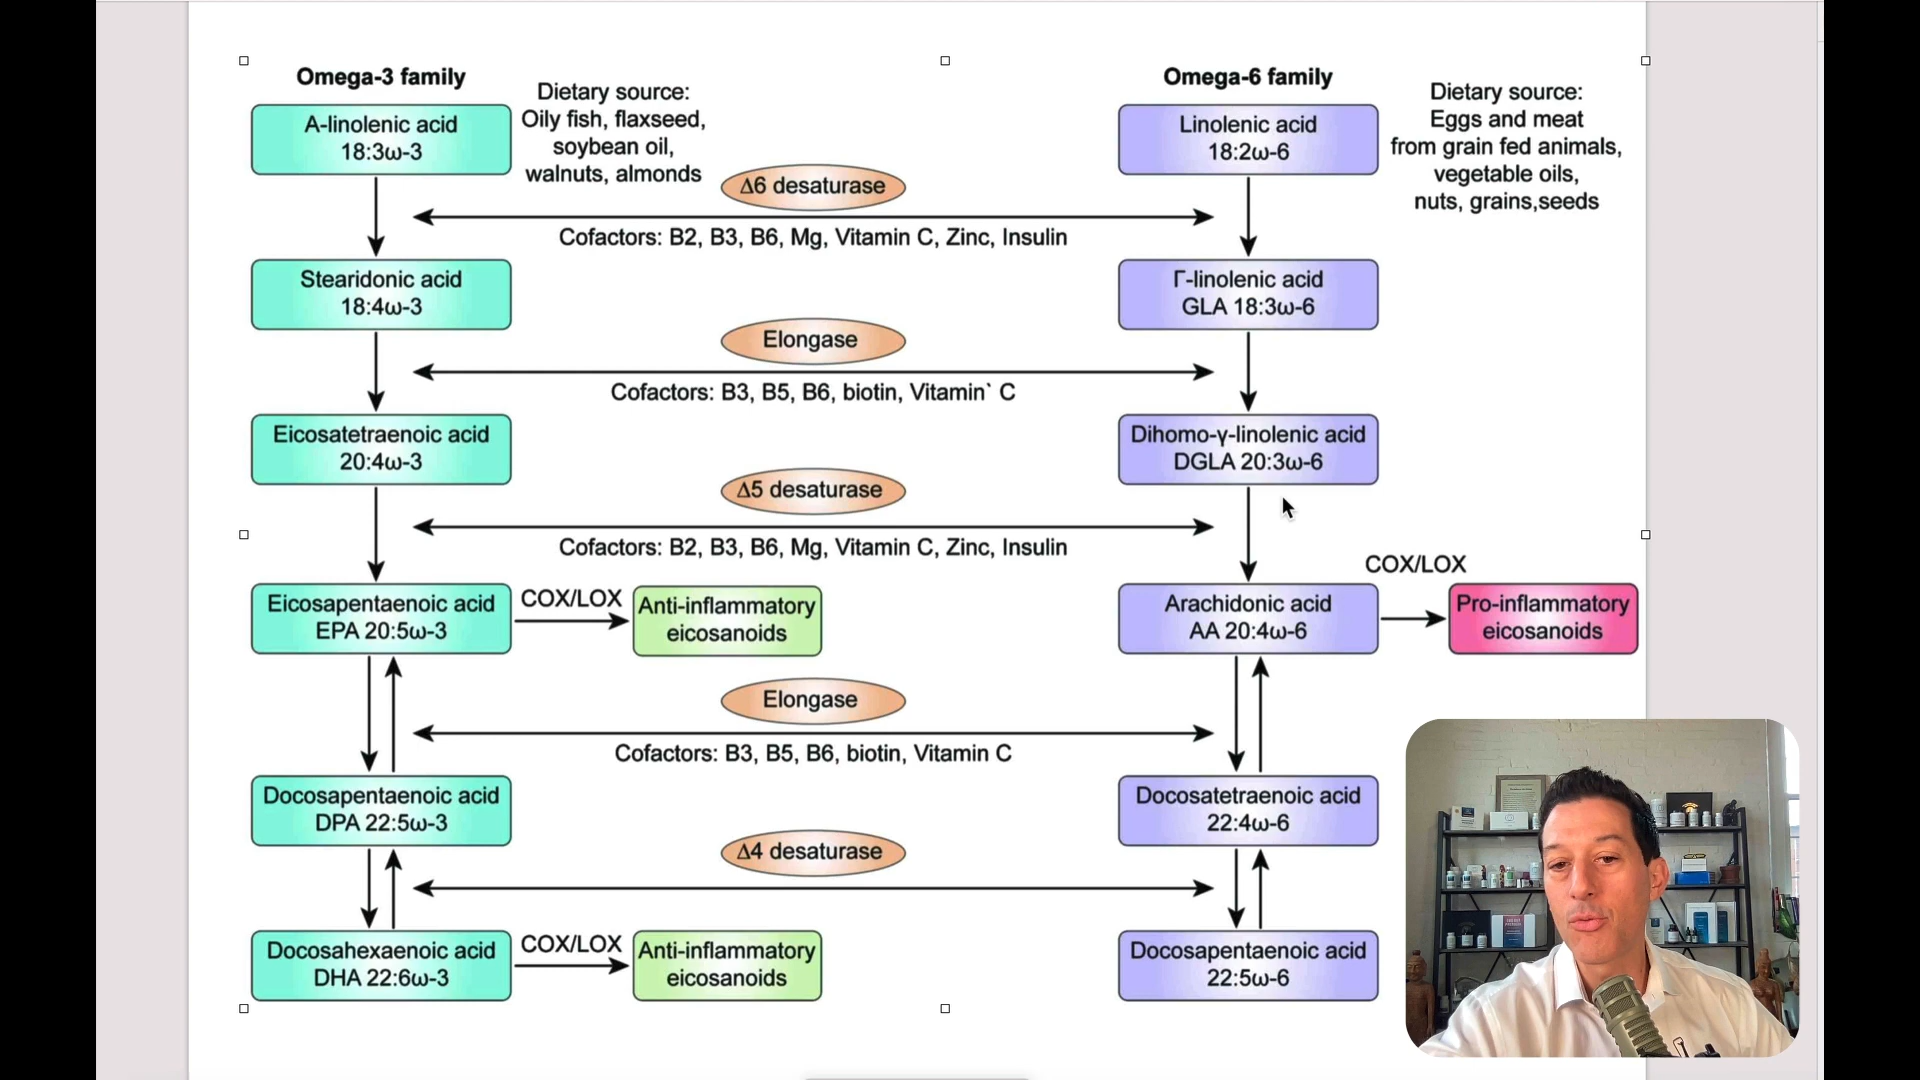 Omega-3 family
A-linolenic acid
18:3ω-3
Dietary source:
Oily fish, flaxseed,
soybean oil,
walnuts, almonds
Omega-6 family
Linolenic acid
18:2ω-6
Dietary source:
Eggs and meat
from grain fed animals,
vegetable oils,
nuts, grains,seeds
Δ6 desaturase
Cofactors: B2, B3, B6, Mg, Vitamin C, Zinc, Insulin
Stearidonic acid
18:4ω-3
Γ-linolenic acid
GLA 18:3ω-6
Elongase
Cofactors: B3, B5, B6, biotin, Vitamin` C
Eicosatetraenoic acid
20:4ω-3
Dihomo-γ-linolenic acid
DGLA 20:3ω-6
Δ5 desaturase
Cofactors: B2, B3, B6, Mg, Vitamin C, Zinc, Insulin
Eicosapentaenoic acid
EPA 20:5ω-3
COX/LOX
Anti-inflammatory
eicosanoids
Arachidonic acid
AA 20:4ω-6
COX/LOX
Pro-inflammatory
eicosanoids
Elongase
Cofactors: B3, B5, B6, biotin, Vitamin C
Docosapentaenoic acid
DPA 22:5ω-3
Docosatetraenoic acid
22:4ω-6
Δ4 desaturase
Docosahexaenoic acid
DHA 22:6ω-3
COX/LOX
Anti-inflammatory
eicosanoids
Docosapentaenoic acid
22:5ω-6